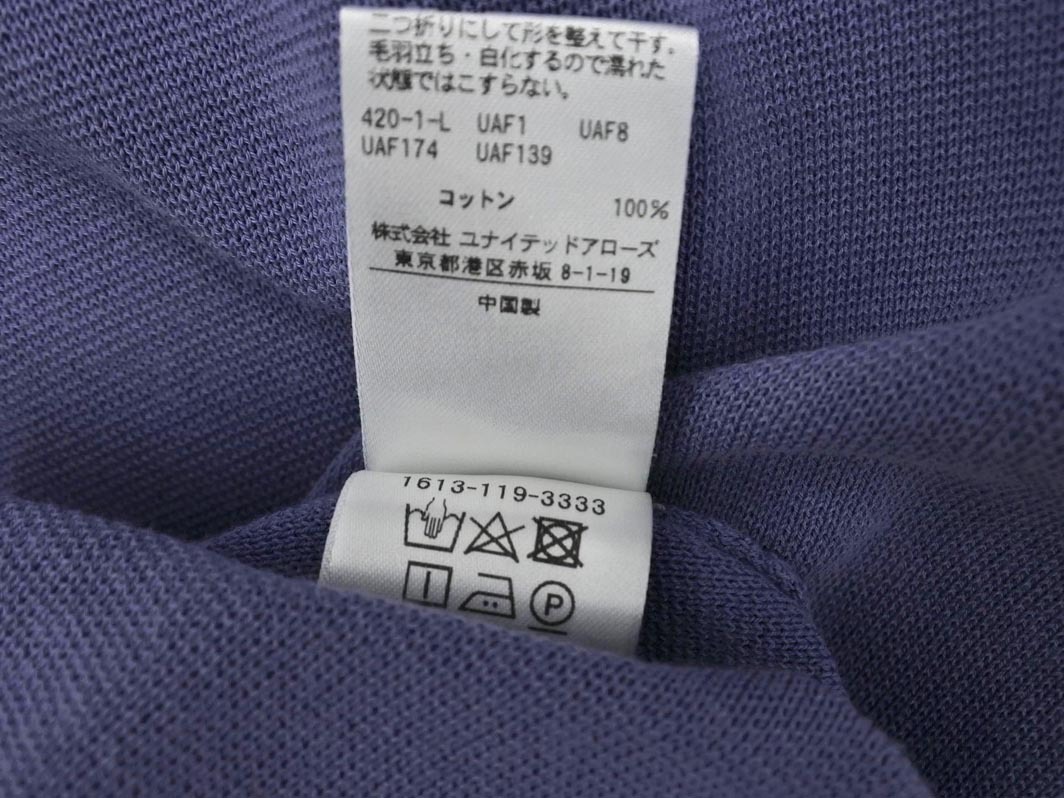 二つ折りにして形を整えて干す。
毛羽立ち・白化するので濡れた
状態ではこすらない。
420-1-L UAF1 UAF8
UAF174 UAF139
コットン 100%
株式会社 ユナイテッドアローズ
東京都港区赤坂 8-1-19
中国製
1613-119-3333
P